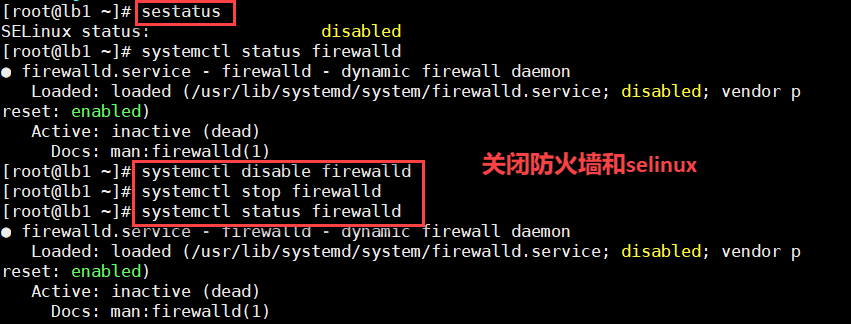 [root@lb1 ~]# sestatus
SELinux status:                 disabled
[root@lb1 ~]# systemctl status firewalld
● firewalld.service - firewalld - dynamic firewall daemon
   Loaded: loaded (/usr/lib/systemd/system/firewalld.service; disabled; vendor p
reset: enabled)
   Active: inactive (dead)
     Docs: man:firewalld(1)
[root@lb1 ~]# systemctl disable firewalld
关闭防火墙和selinux
[root@lb1 ~]# systemctl stop firewalld
[root@lb1 ~]# systemctl status firewalld
● firewalld.service - firewalld - dynamic firewall daemon
   Loaded: loaded (/usr/lib/systemd/system/firewalld.service; disabled; vendor p
reset: enabled)
   Active: inactive (dead)
     Docs: man:firewalld(1)